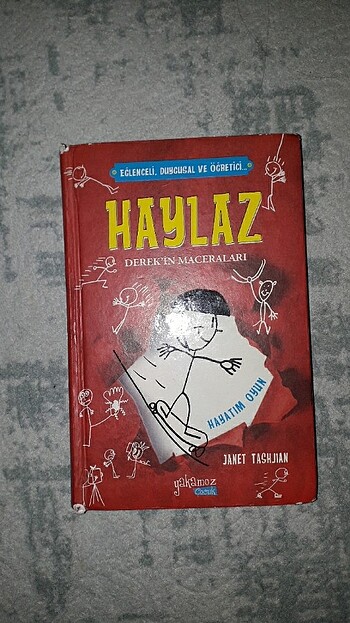 EĞLENCELİ, DUYGUSAL VE ÖĞRETİCİ...
HAYLAZ
DEREK'İN MACERALARI
HAYATIM OYUN
JANET TASHJIAN
yakamoz
Çocuk